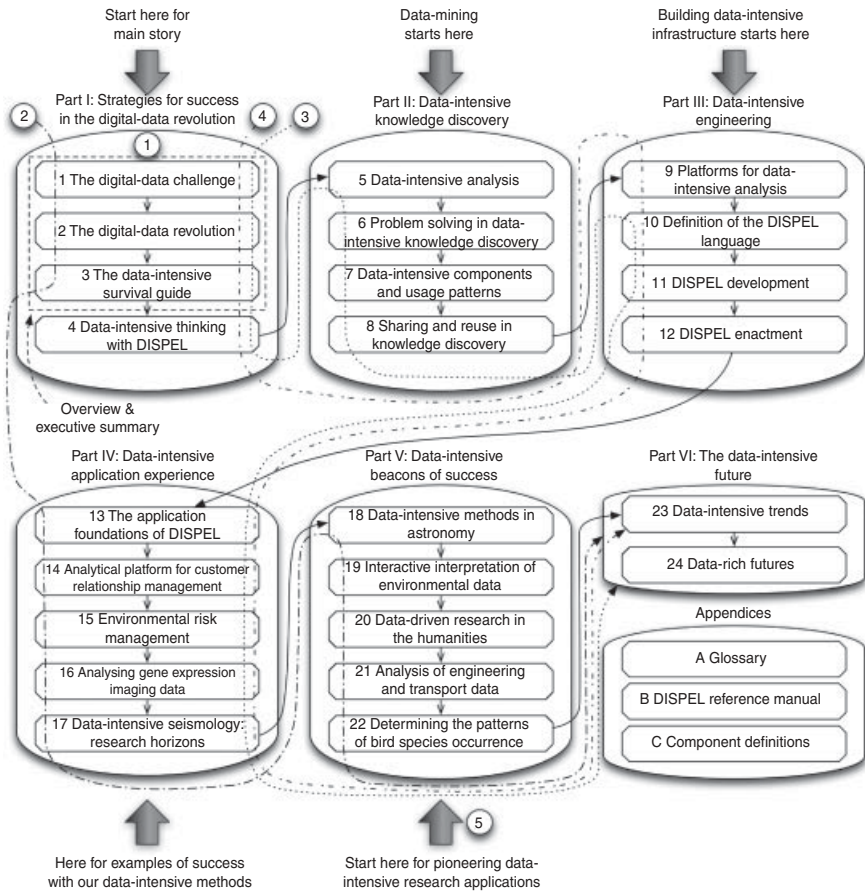 Start here for
main story
Data-mining
starts here
Building data-intensive
infrastructure starts here
2
Part I: Strategies for success
in the digital-data revolution
4
3
1
Part II: Data-intensive
knowledge discovery
Part III: Data-intensive
engineering
1 The digital-data challenge
2 The digital-data revolution
3 The data-intensive
survival guide
4 Data-intensive thinking
with DISPEL
5 Data-intensive analysis
6 Problem solving in data-
intensive knowledge discovery
7 Data-intensive components
and usage patterns
8 Sharing and reuse in
knowledge discovery
9 Platforms for data-
intensive analysis
10 Definition of the DISPEL
language
11 DISPEL development
12 DISPEL enactment
Overview &
executive summary
Part IV: Data-intensive
application experience
Part V: Data-intensive
beacons of success
Part VI: The data-intensive
future
13 The application
foundations of DISPEL
14 Analytical platform for customer
relationship management
15 Environmental risk
management
16 Analysing gene expression
imaging data
17 Data-intensive seismology:
research horizons
18 Data-intensive methods in
astronomy
19 Interactive interpretation of
environmental data
20 Data-driven research in
the humanities
21 Analysis of engineering
and transport data
22 Determining the patterns
of bird species occurrence
23 Data-intensive trends
24 Data-rich futures
Appendices
A Glossary
B DISPEL reference manual
C Component definitions
5
Here for examples of success
with our data-intensive methods
Start here for pioneering data-
intensive research applications